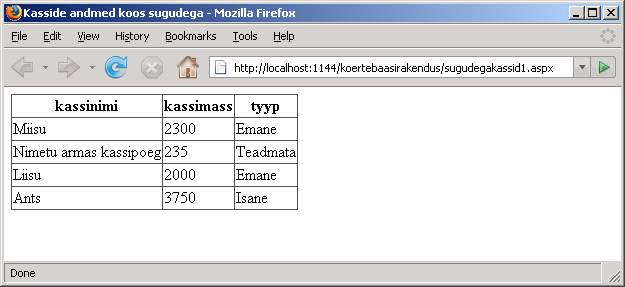 Kasside andmed koos sugudega - Mozilla Firefox
File Edit View History Bookmarks Tools Help
http://localhost:1144/koertebaasirakendus/sugudegakassid1.aspx
kassinimi kassimass tyyp
Miisu 2300 Emane
Nimetu armas kassipoeg 235 Teadmata
Liisu 2000 Emane
Ants 3750 Isane
Done